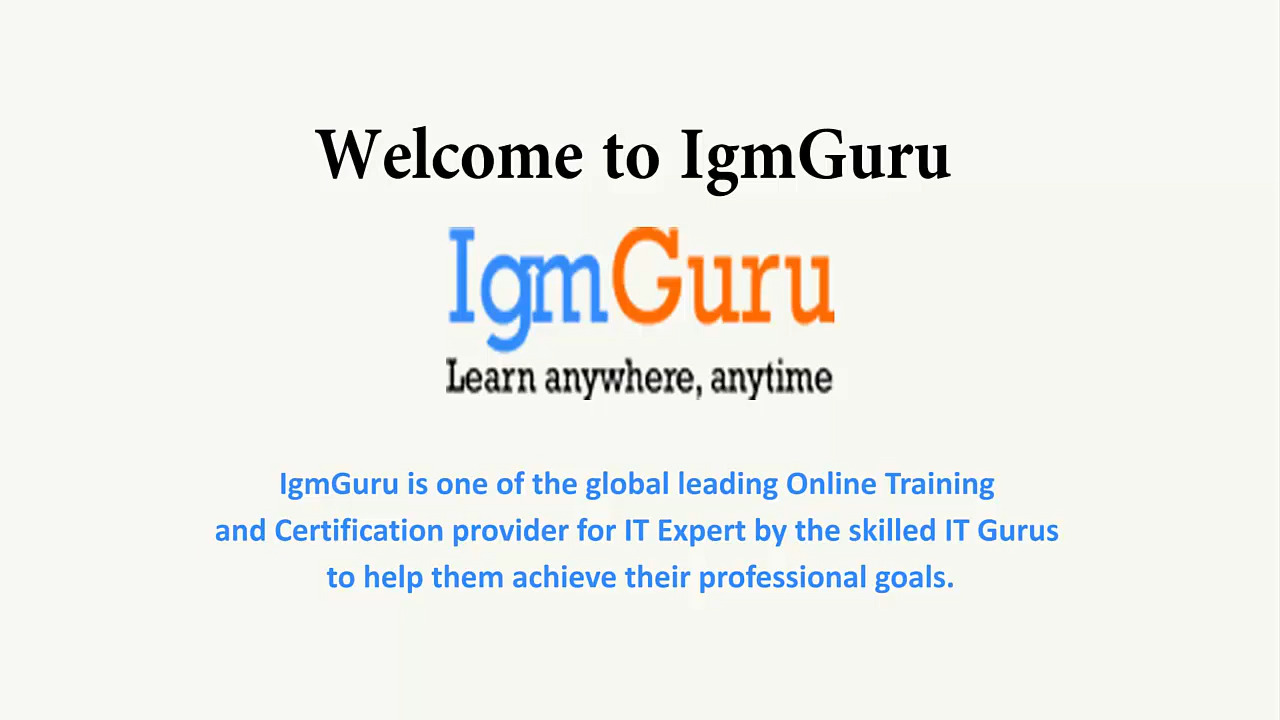 Welcome to IgmGuru
IgmGuru
Learn anywhere, anytime
IgmGuru is one of the global leading Online Training
and Certification provider for IT Expert by the skilled IT Gurus
to help them achieve their professional goals.